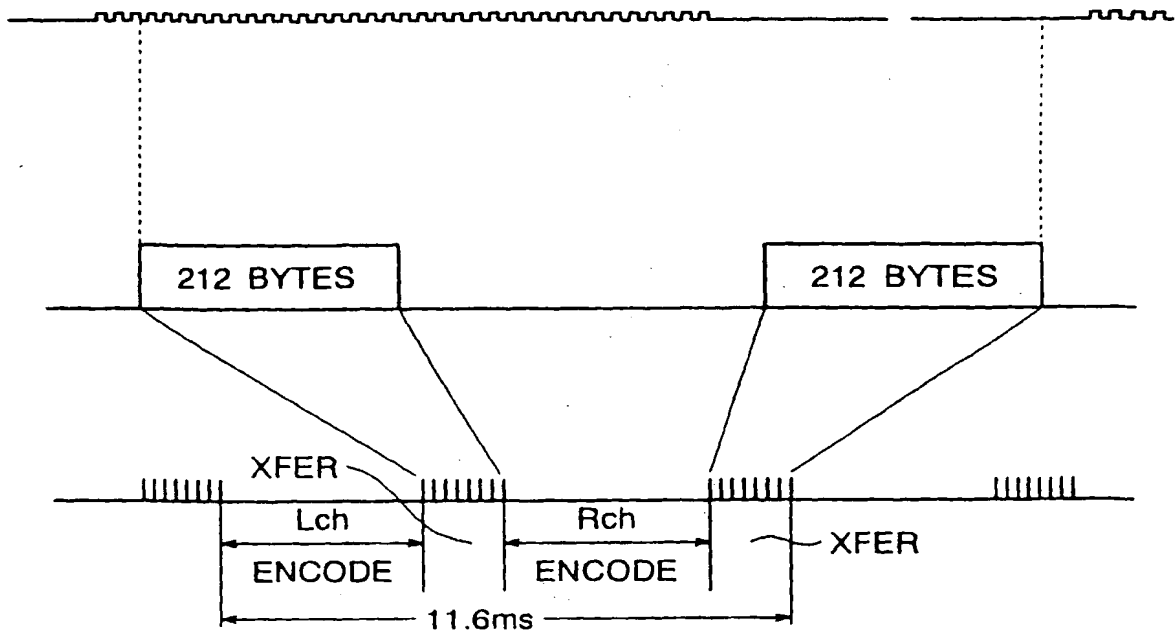 212 BYTES
212 BYTES
XFER
Lch
Rch
XFER
ENCODE
ENCODE
11.6ms